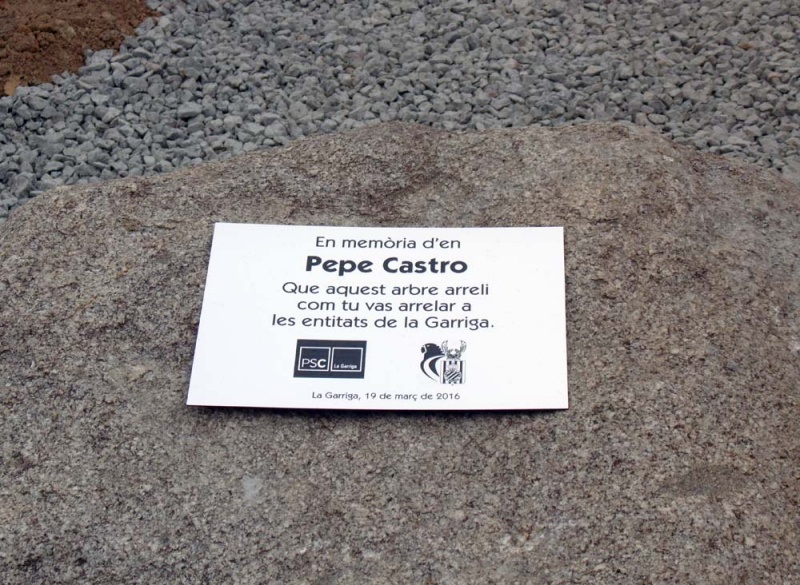 En memòria d'en
Pepe Castro
Que aquest arbre arreli
com tu vas arrelar a
les entitats de la Garriga.
PSC La Garriga
La Garriga, 19 de març de 2016